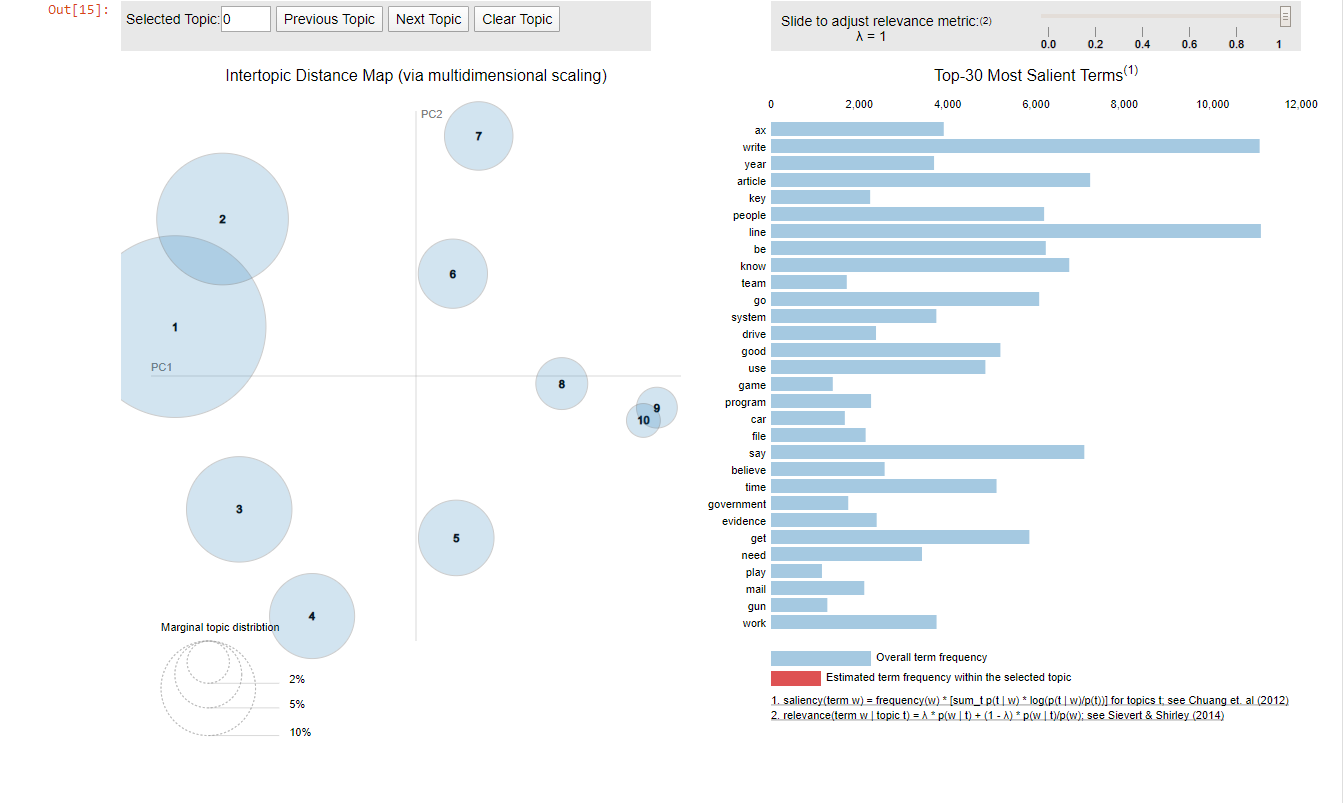 Out[15]:
Selected Topic: 0 Previous Topic Next Topic Clear Topic
Slide to adjust relevance metric:(2)
λ = 1
0.0 0.2 0.4 0.6 0.8 1
Intertopic Distance Map (via multidimensional scaling)
PC2
7
2
6
1
PC1
8
9
10
3
5
4
Marginal topic distribtion
2%
5%
10%
Top-30 Most Salient Terms(1)
0 2,000 4,000 6,000 8,000 10,000 12,000
ax
write
year
article
key
people
line
be
know
team
go
system
drive
good
use
game
program
car
file
say
believe
time
government
evidence
get
need
play
mail
gun
work
Overall term frequency
Estimated term frequency within the selected topic
1. saliency(term w) = frequency(w) * [sum_t p(t | w) * log(p(t | w)/p(t))] for topics t; see Chuang et. al (2012)
2. relevance(term w | topic t) = λ * p(w | t) + (1 - λ) * p(w | t)/p(w); see Sievert & Shirley (2014)